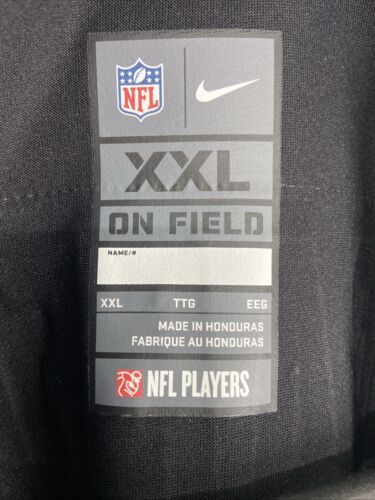 NFL
XXL
ON FIELD
NAME/#
XXL TTG EEG
MADE IN HONDURAS
FABRIQUE AU HONDURAS
NFL PLAYERS